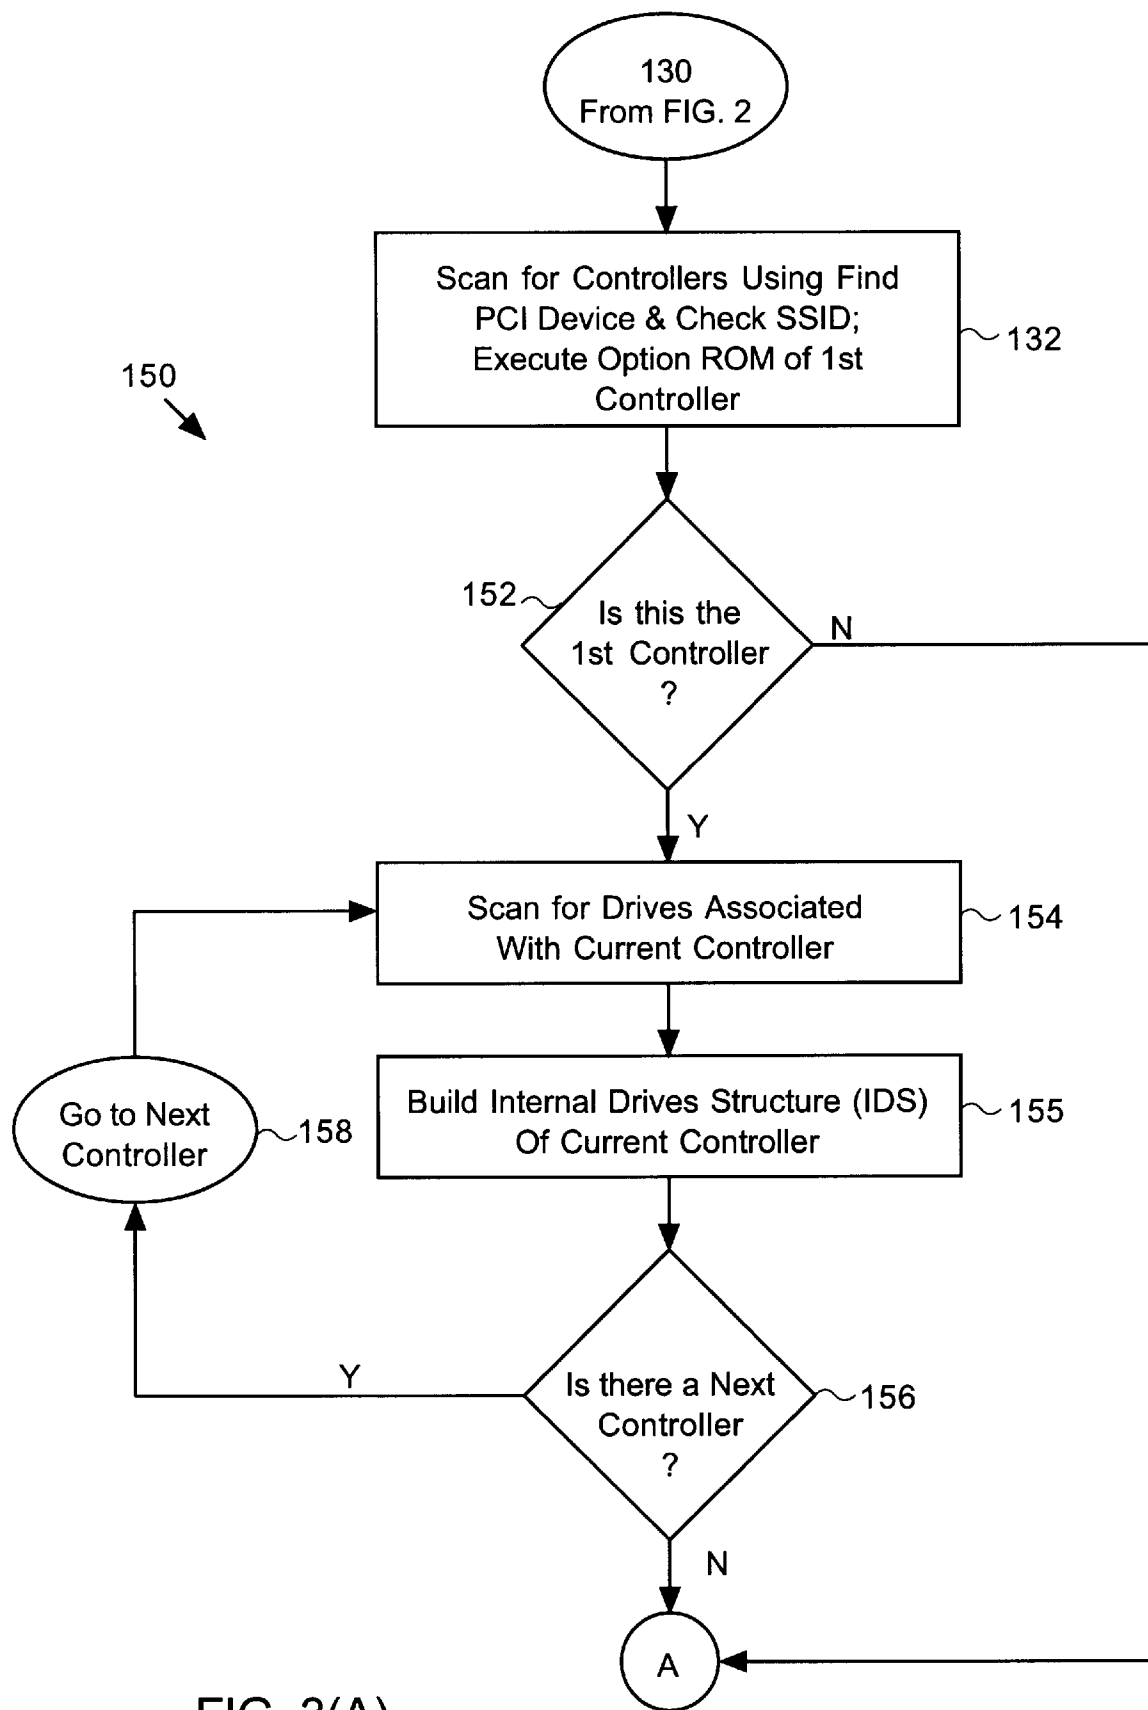 130
From FIG. 2
Scan for Controllers Using Find
PCI Device & Check SSID;
Execute Option ROM of 1st
Controller
132
150
152
Is this the
1st Controller
?
N
Y
Scan for Drives Associated
With Current Controller
154
Build Internal Drives Structure (IDS)
Of Current Controller
155
Go to Next
Controller
158
Y
Is there a Next
Controller
?
156
N
A
FIG. 3(A)